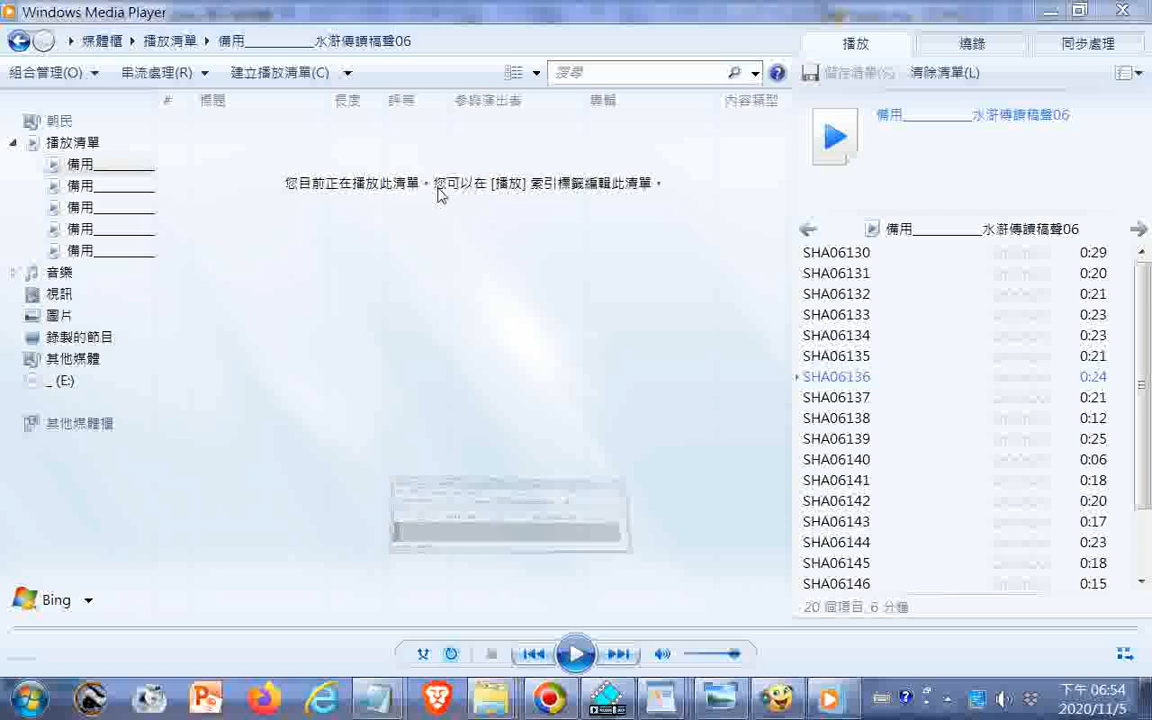 Windows Media Player
媒體櫃 播放清單 備用__________水滸傳讀稿聲06
播放 燒錄 同步處理
組合管理(O) 串流處理(R) 建立播放清單(C) 搜尋
儲存清單(S) 清除清單(L)
# 標題 長度 評等 參與演出者 專輯 內容類型
朝民
播放清單
備用_________
備用_________
備用_________
備用_________
備用_________
音樂
視訊
圖片
錄製的節目
其他媒體
_ (E:)
其他媒體櫃
Bing
您目前正在播放此清單。您可以在 [播放] 索引標籤編輯此清單。
備用__________水滸傳讀稿聲06
備用__________水滸傳讀稿聲06
SHA06130 0:29
SHA06131 0:20
SHA06132 0:21
SHA06133 0:23
SHA06134 0:23
SHA06135 0:21
SHA06136 0:24
SHA06137 0:21
SHA06138 0:12
SHA06139 0:25
SHA06140 0:06
SHA06141 0:18
SHA06142 0:20
SHA06143 0:17
SHA06144 0:23
SHA06145 0:18
SHA06146 0:15
20 個項目, 6 分鐘
下午 06:54
2020/11/5